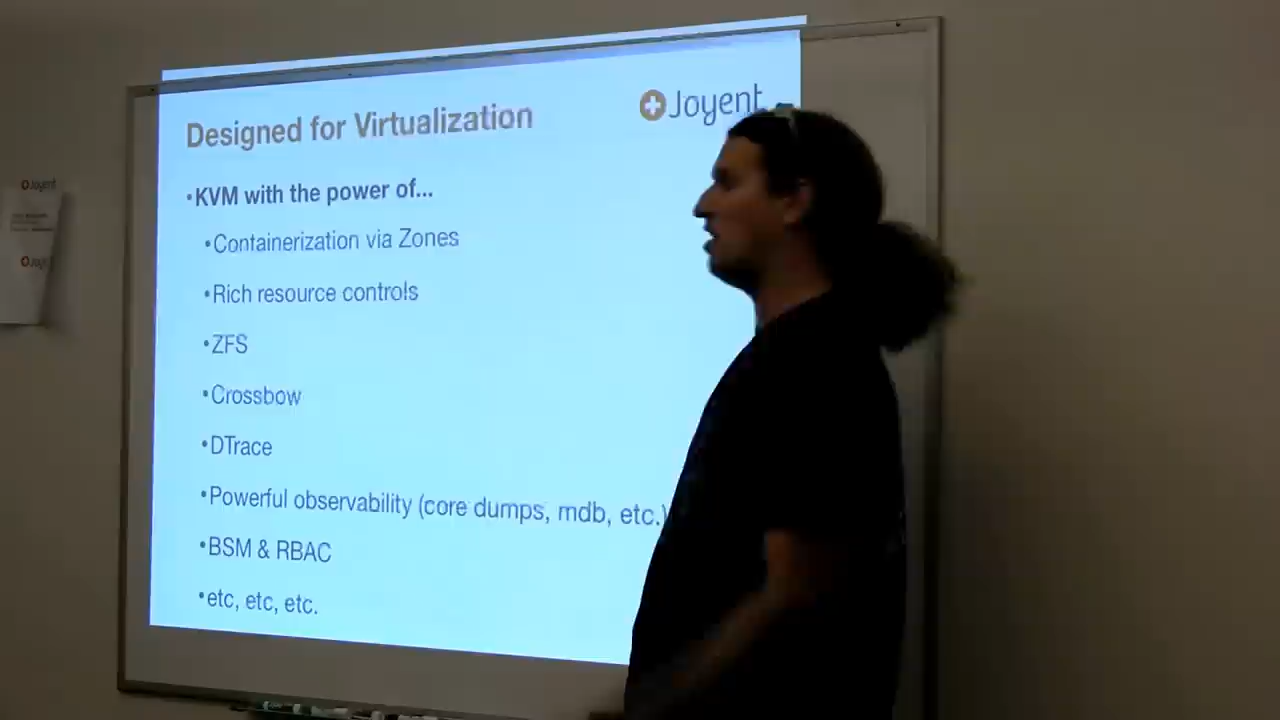 Designed for Virtualization
Joyent
•KVM with the power of...
•Containerization via Zones
•Rich resource controls
•ZFS
•Crossbow
•DTrace
•Powerful observability (core dumps, mdb, etc.)
•BSM & RBAC
•etc, etc, etc.
Joyent